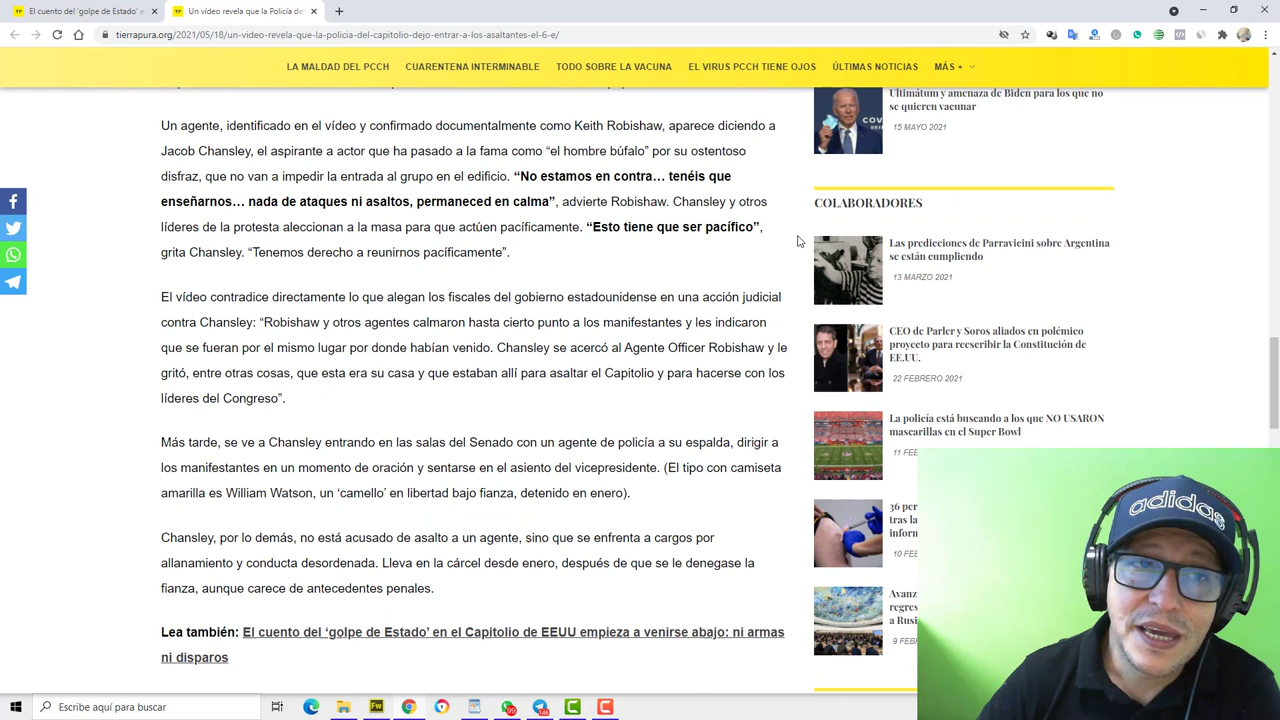 El cuento del ‘golpe de Estado’ e
Un video revela que la Policía de
tierrapura.org/2021/05/18/un-video-revela-que-la-policia-del-capitolio-dejo-entrar-a-los-asaltantes-el-6-e/
LA MALDAD DEL PCCH
CUARENTENA INTERMINABLE
TODO SOBRE LA VACUNA
EL VIRUS PCCH TIENE OJOS
ÚLTIMAS NOTICIAS
MÁS +
Un agente, identificado en el vídeo y confirmado documentalmente como Keith Robishaw, aparece diciendo a
Jacob Chansley, el aspirante a actor que ha pasado a la fama como “el hombre búfalo” por su ostentoso
disfraz, que no van a impedir la entrada al grupo en el edificio. “No estamos en contra… tenéis que
enseñarnos… nada de ataques ni asaltos, permaneced en calma”, advierte Robishaw. Chansley y otros
líderes de la protesta aleccionan a la masa para que actúen pacíficamente. “Esto tiene que ser pacífico”,
grita Chansley. “Tenemos derecho a reunirnos pacíficamente”.
El vídeo contradice directamente lo que alegan los fiscales del gobierno estadounidense en una acción judicial
contra Chansley: “Robishaw y otros agentes calmaron hasta cierto punto a los manifestantes y les indicaron
que se fueran por el mismo lugar por donde habían venido. Chansley se acercó al Agente Officer Robishaw y le
gritó, entre otras cosas, que esta era su casa y que estaban allí para asaltar el Capitolio y para hacerse con los
líderes del Congreso”.
Más tarde, se ve a Chansley entrando en las salas del Senado con un agente de policía a su espalda, dirigir a
los manifestantes en un momento de oración y sentarse en el asiento del vicepresidente. (El tipo con camiseta
amarilla es William Watson, un ‘camello’ en libertad bajo fianza, detenido en enero).
Chansley, por lo demás, no está acusado de asalto a un agente, sino que se enfrenta a cargos por
allanamiento y conducta desordenada. Lleva en la cárcel desde enero, después de que se le denegase la
fianza, aunque carece de antecedentes penales.
Lea también: El cuento del ‘golpe de Estado’ en el Capitolio de EEUU empieza a venirse abajo: ni armas
ni disparos
Ultimátum y amenaza de Biden para los que no
se quieren vacunar
15 MAYO 2021
COLABORADORES
Las predicciones de Parravicini sobre Argentina
se están cumpliendo
13 MARZO 2021
CEO de Parler y Soros aliados en polémico
proyecto para reescribir la Constitución de
EE.UU.
22 FEBRERO 2021
La policía está buscando a los que NO USARON
mascarillas en el Super Bowl
11 FEB
36 per
tras la
inform
10 FEB
Avanz
regres
a Rusi
9 FEB
adidas
Escribe aquí para buscar